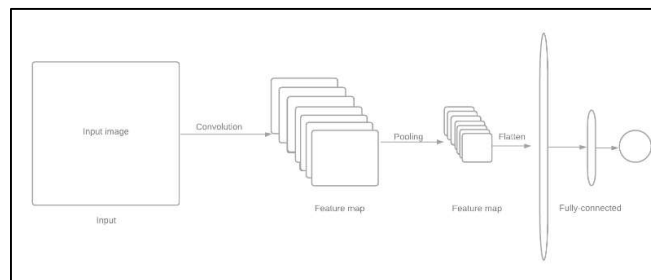 Input image
Convolution
Pooling
Flatten
Input
Feature map
Feature map
Fully-connected